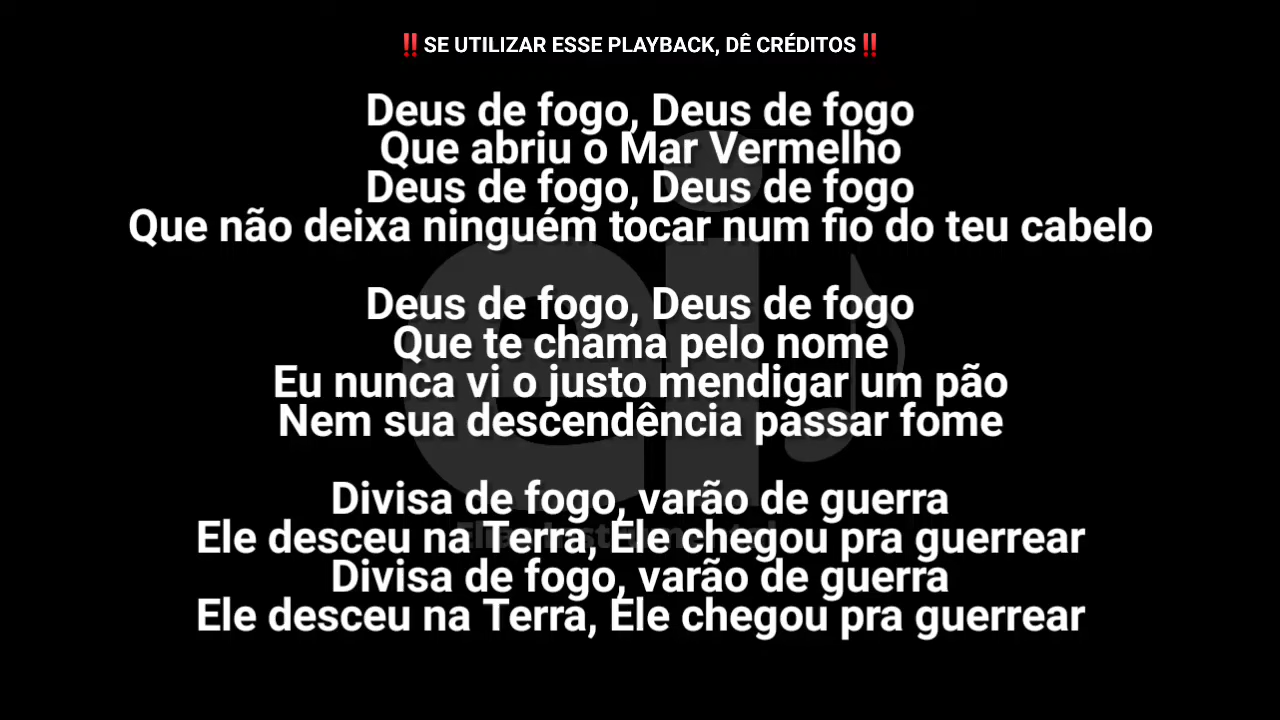 ‼️SE UTILIZAR ESSE PLAYBACK, DÊ CRÉDITOS‼️
Deus de fogo, Deus de fogo
Que abriu o Mar Vermelho
Deus de fogo, Deus de fogo
Que não deixa ninguém tocar num fio do teu cabelo
Deus de fogo, Deus de fogo
Que te chama pelo nome
Eu nunca vi o justo mendigar um pão
Nem sua descendência passar fome
Divisa de fogo, varão de guerra
Ele desceu na Terra, Ele chegou pra guerrear
Divisa de fogo, varão de guerra
Ele desceu na Terra, Ele chegou pra guerrear
ei